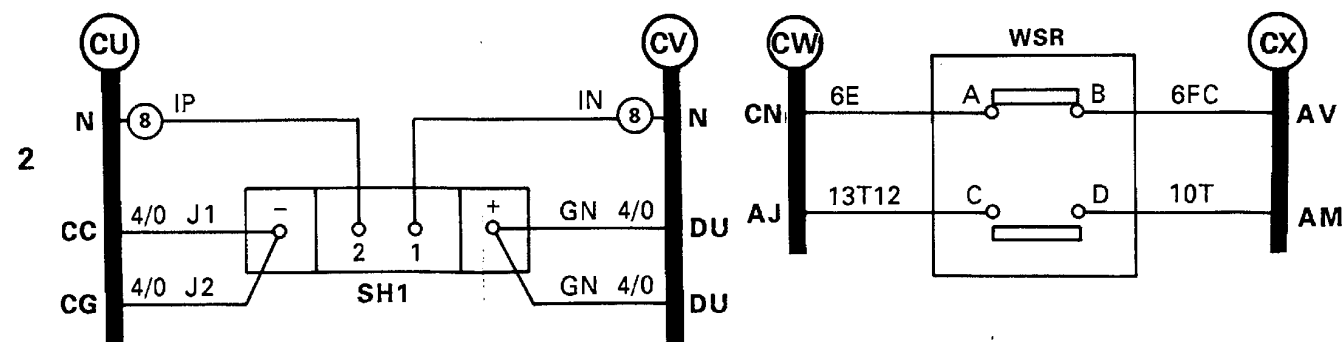 CU CV CW WSR CX
N 8 IP IN 8 N CN 6E A B 6FC AV
2
4/0 J1 - + GN 4/0 AJ 13T12 C D 10T AM
CC 2 1 DU
4/0 J2 SH1 GN 4/0
CG DU